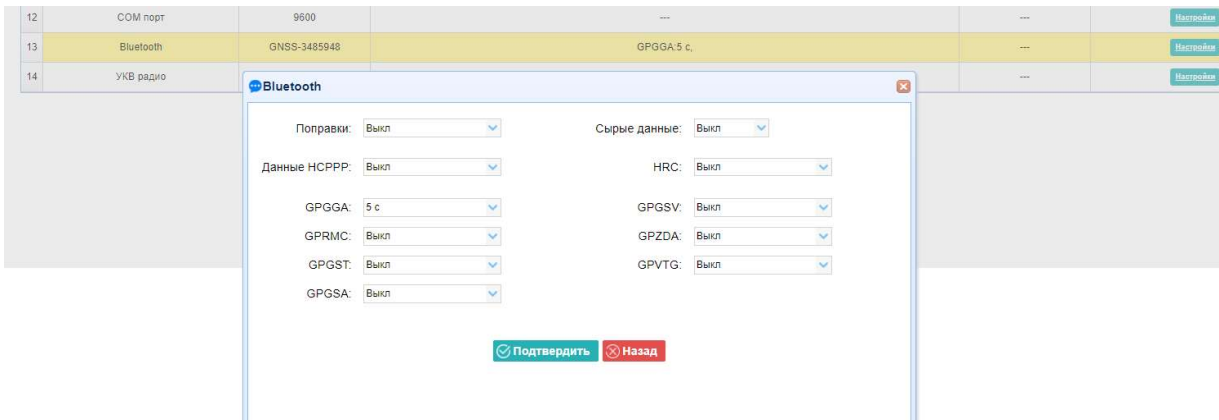 12 COM порт 9600 --- --- Настройки
13 Bluetooth GNSS-3485948 GPGGA:5 с, --- Настройки
14 УКВ радио --- Настройки
Bluetooth
Поправки: Выкл Сырые данные: Выкл
Данные HCPPP: Выкл HRC: Выкл
GPGGA: 5 с GPGSV: Выкл
GPRMC: Выкл GPZDA: Выкл
GPGST: Выкл GPVTG: Выкл
GPGSA: Выкл
Подтвердить Назад